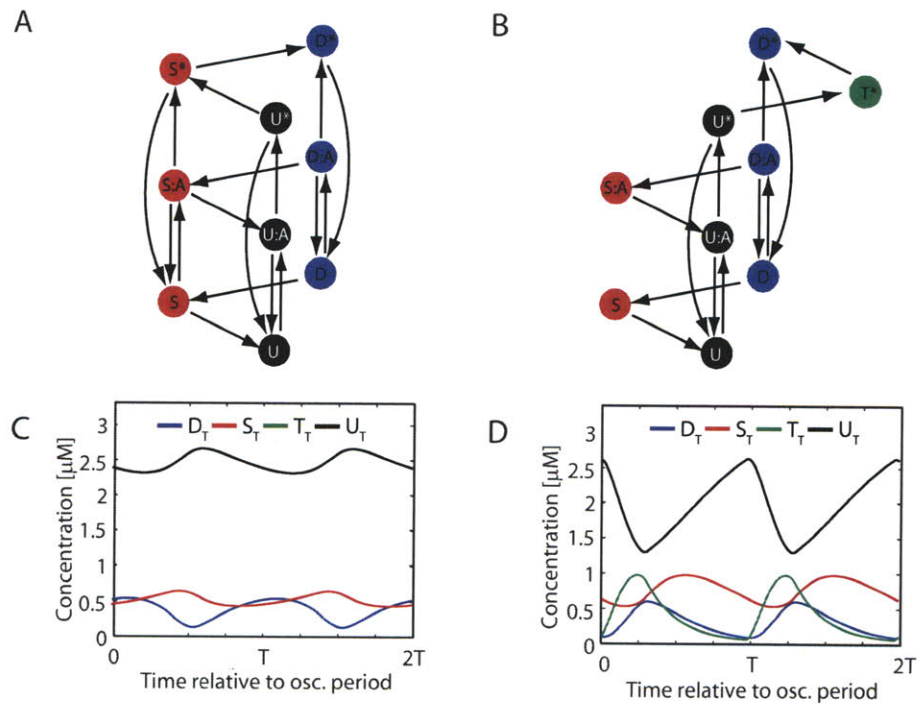 A
B
D*
D*
S*
T*
U*
U*
D:A
D:A
S:A
S:A
U:A
U:A
D
D
S
S
U
U
C
D
D_T S_T T_T U_T
D_T S_T T_T U_T
3
2.5
2
1.5
1
0.5
0
Concentration [μM]
0 T 2T
Time relative to osc. period
3
2.5
2
1.5
1
0.5
0
Concentration [μM]
0 T 2T
Time relative to osc. period